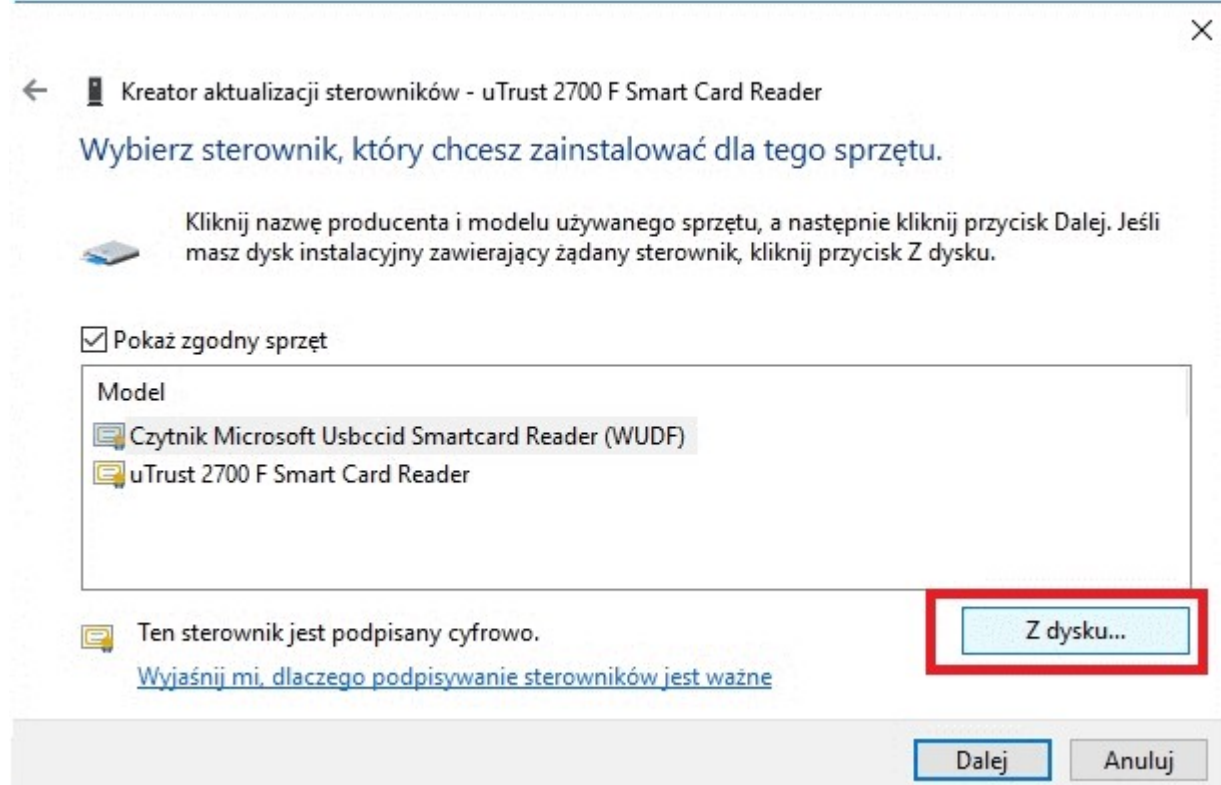 Kreator aktualizacji sterowników - uTrust 2700 F Smart Card Reader
Wybierz sterownik, który chcesz zainstalować dla tego sprzętu.
Kliknij nazwę producenta i modelu używanego sprzętu, a następnie kliknij przycisk Dalej. Jeśli
masz dysk instalacyjny zawierający żądany sterownik, kliknij przycisk Z dysku.
Pokaż zgodny sprzęt
Model
Czytnik Microsoft Usbccid Smartcard Reader (WUDF)
uTrust 2700 F Smart Card Reader
Ten sterownik jest podpisany cyfrowo.
Z dysku...
Wyjaśnij mi, dlaczego podpisywanie sterowników jest ważne
Dalej
Anuluj